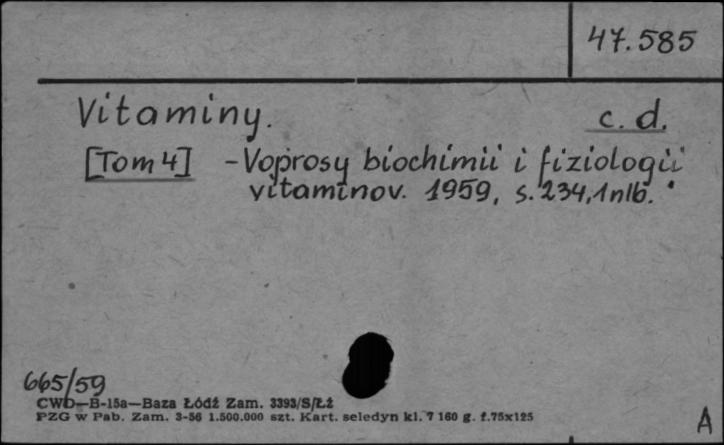 47.585
Vitaminy. c. d.
[Tom 4] - Voprosy biochimii i fiziologii
vitaminov. 1959, s. 234, 1 nlb.
665/59
CWD—B-15a—Baza Łódź Zam. 3393/S/Łź
PZG w Pab. Zam. 3-56 1.500.000 szt. Kart. seledyn kl. 7 160 g. f.75x125
A